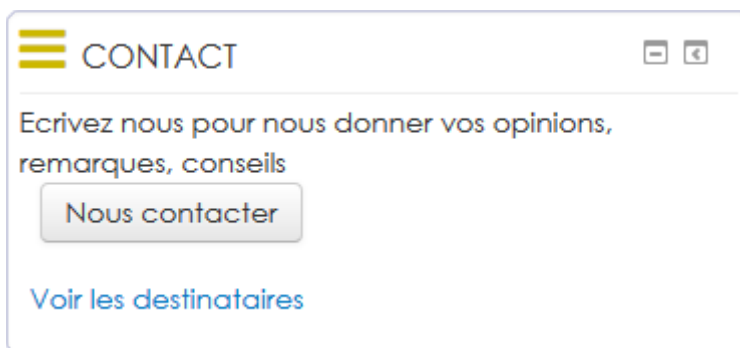 CONTACT
Ecrivez nous pour nous donner vos opinions,
remarques, conseils
Nous contacter
Voir les destinataires